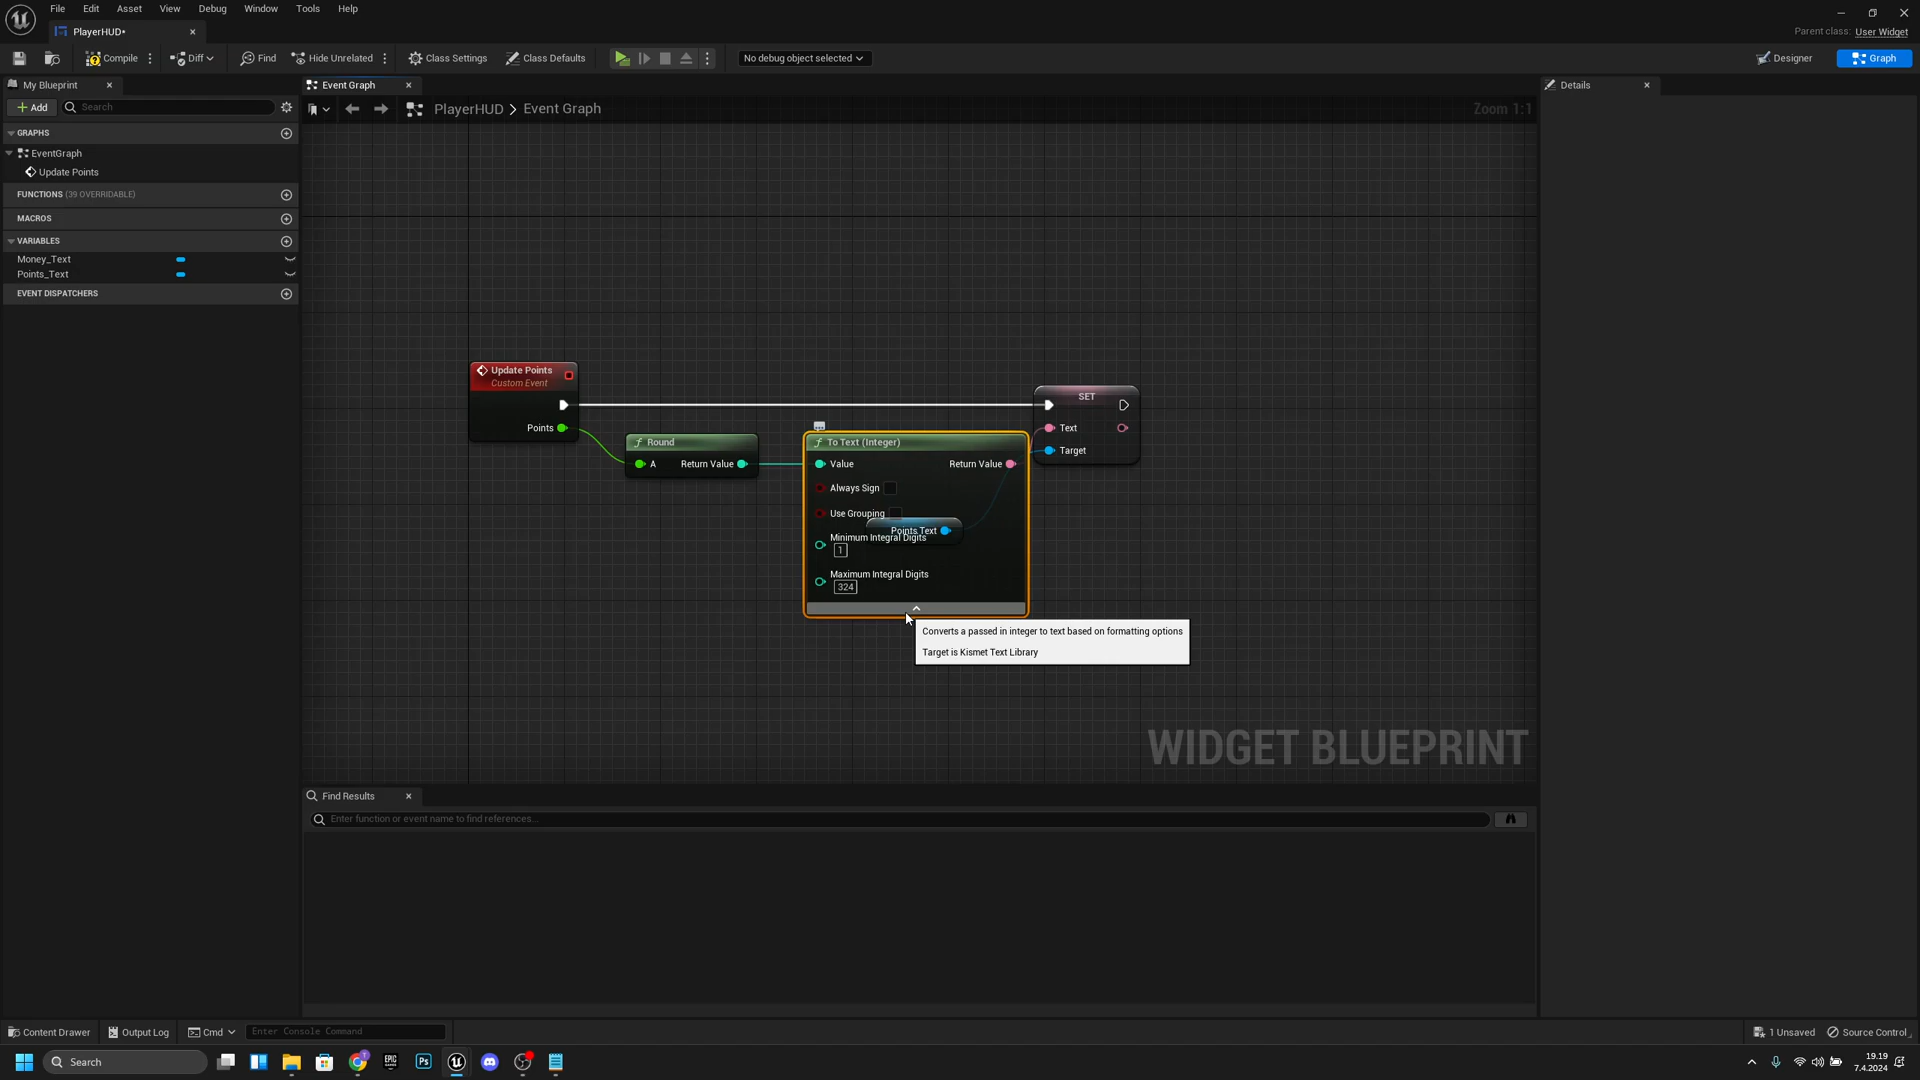 File Edit Asset View Debug Window Tools Help
PlayerHUD•
Parent class: User Widget
Compile Diff Find Hide Unrelated Class Settings Class Defaults No debug object selected Designer Graph
My Blueprint
Event Graph
Details
+ Add Search
PlayerHUD > Event Graph
Zoom 1:1
GRAPHS
EventGraph
Update Points
FUNCTIONS (39 OVERRIDABLE)
MACROS
VARIABLES
Money_Text
Points_Text
EVENT DISPATCHERS
Update Points
Custom Event
Points
Round
A Return Value
To Text (Integer)
Value Return Value
Always Sign
Use Grouping
Points Text
Minimum Integral Digits
1
Maximum Integral Digits
324
SET
Text
Target
Converts a passed in integer to text based on formatting options
Target is Kismet Text Library
WIDGET BLUEPRINT
Find Results
Enter function or event name to find references...
Content Drawer Output Log Cmd Enter Console Command 1 Unsaved Source Control
Search
EPIC
Ps
19.19
7.4.2024